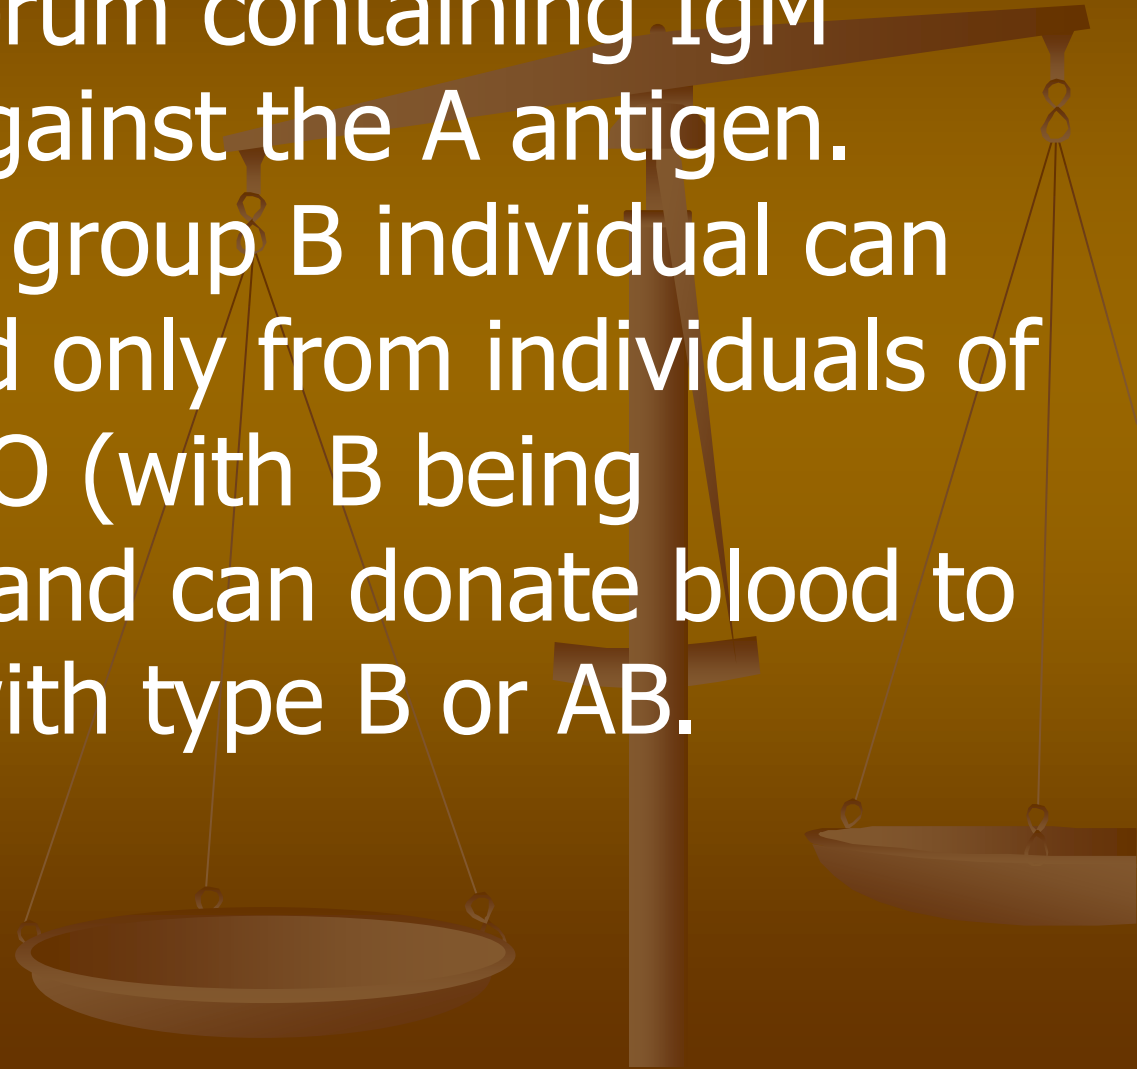 rum containing IgM
gainst the A antigen.
group B individual can
d only from individuals of
O (with B being
and can donate blood to
ith type B or AB.